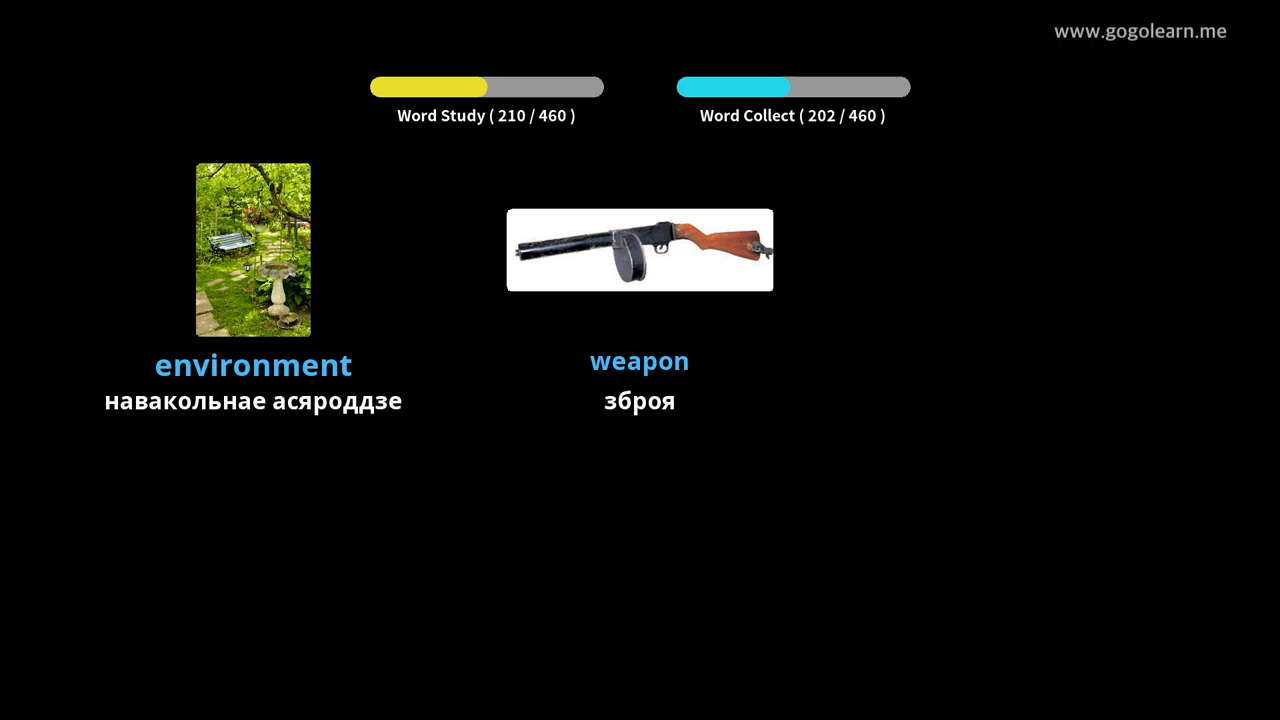 www.gogolearn.me
Word Study ( 210 / 460 )
Word Collect ( 202 / 460 )
environment
навакольнае асяроддзе
weapon
зброя